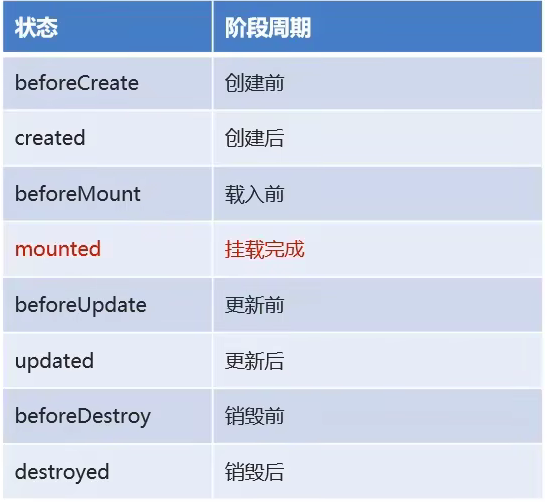 状态 阶段周期
beforeCreate 创建前
created 创建后
beforeMount 载入前
mounted 挂载完成
beforeUpdate 更新前
updated 更新后
beforeDestroy 销毁前
destroyed 销毁后